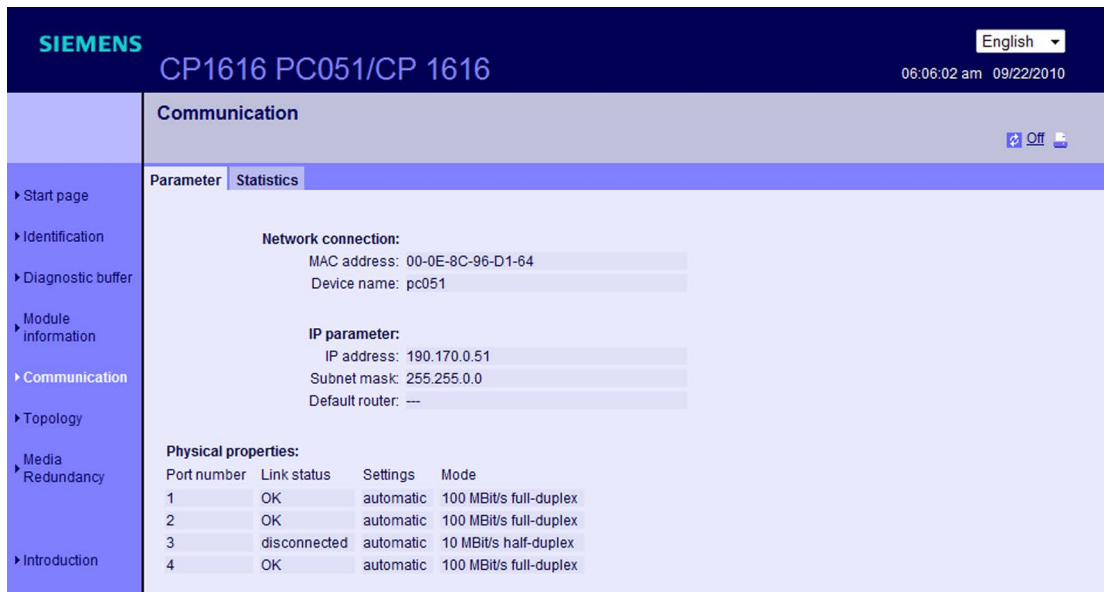 SIEMENS
CP1616 PC051/CP 1616
English
06:06:02 am 09/22/2010
Communication
Off
Start page
Identification
Diagnostic buffer
Module
information
Communication
Topology
Media
Redundancy
Introduction
Parameter Statistics
Network connection:
MAC address: 00-0E-8C-96-D1-64
Device name: pc051
IP parameter:
IP address: 190.170.0.51
Subnet mask: 255.255.0.0
Default router: ---
Physical properties:
Port number Link status Settings Mode
1 OK automatic 100 MBit/s full-duplex
2 OK automatic 100 MBit/s full-duplex
3 disconnected automatic 10 MBit/s half-duplex
4 OK automatic 100 MBit/s full-duplex